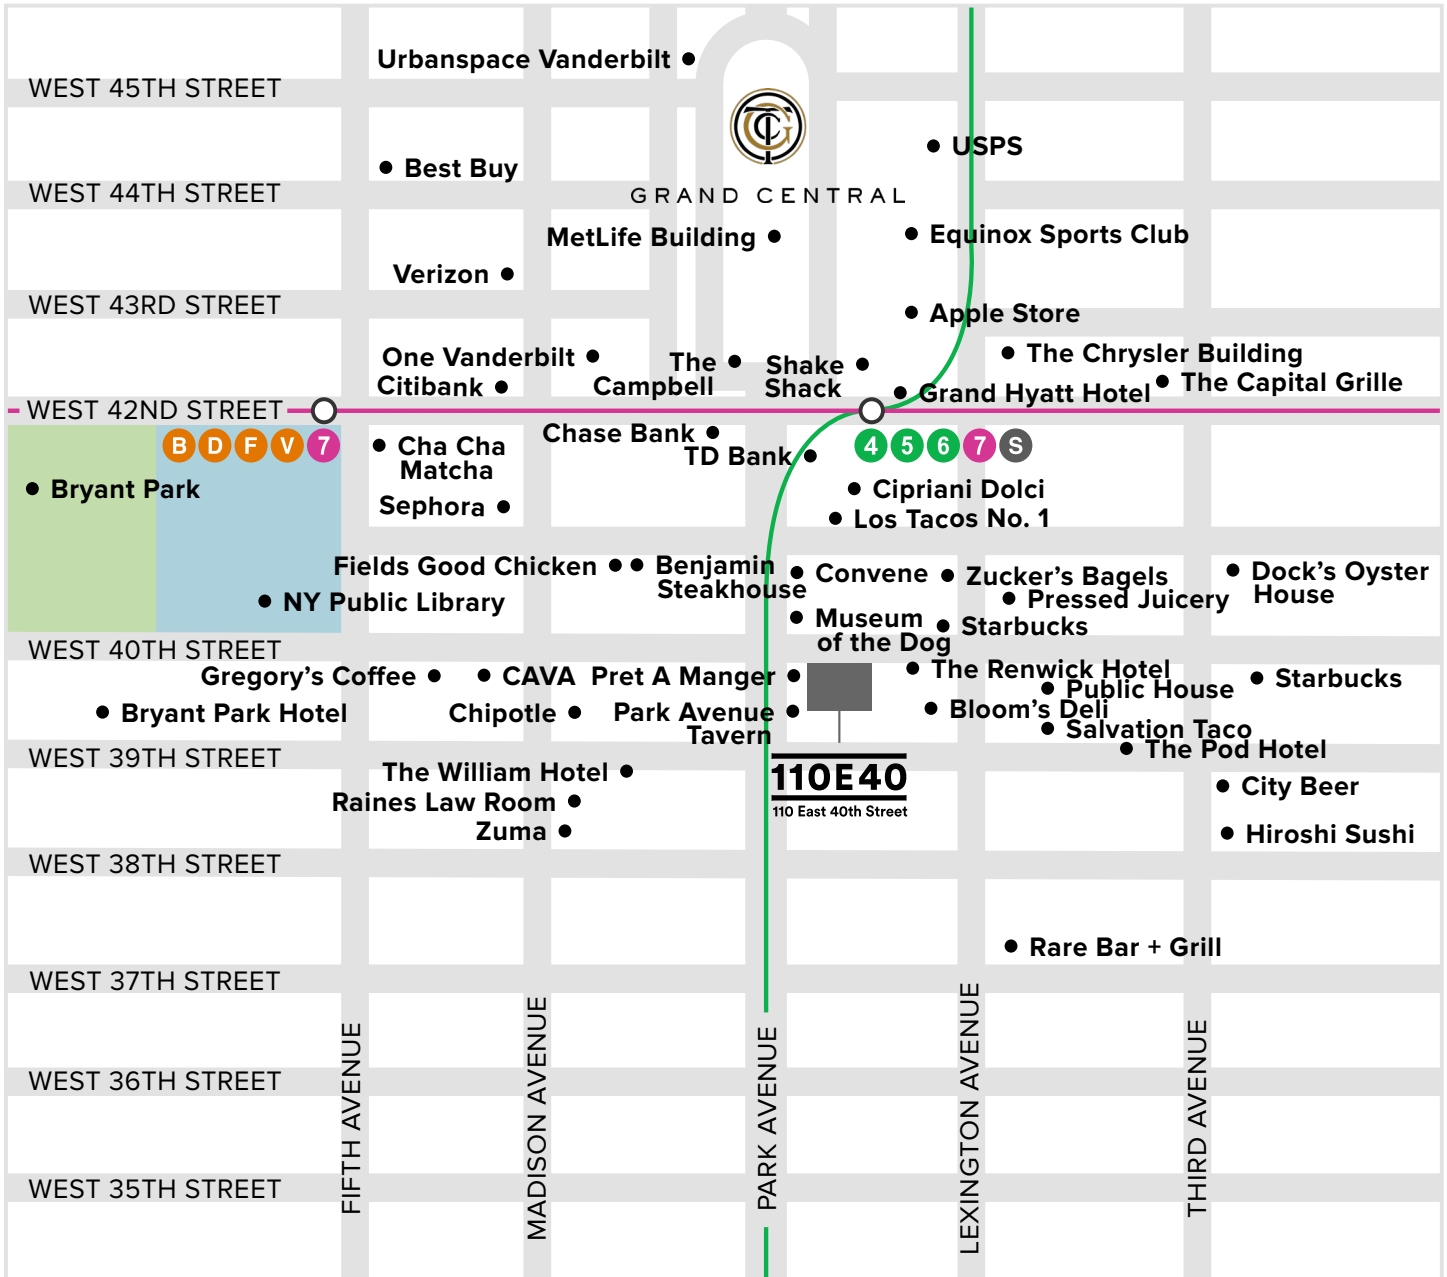 Urbanspace Vanderbilt
WEST 45TH STREET
USPS
Best Buy
WEST 44TH STREET
GRAND CENTRAL
MetLife Building
Equinox Sports Club
Verizon
WEST 43RD STREET
Apple Store
One Vanderbilt
The
Campbell
Shake
Shack
The Chrysler Building
Citibank
Grand Hyatt Hotel
The Capital Grille
WEST 42ND STREET
B D F V 7
Cha Cha
Matcha
Chase Bank
TD Bank
4 5 6 7 S
Bryant Park
Sephora
Cipriani Dolci
Los Tacos No. 1
Fields Good Chicken
Benjamin
Steakhouse
Convene
Zucker's Bagels
Dock's Oyster
House
NY Public Library
Pressed Juicery
Museum
of the Dog
Starbucks
WEST 40TH STREET
Gregory's Coffee
CAVA
Pret A Manger
The Renwick Hotel
Public House
Starbucks
Bryant Park Hotel
Chipotle
Park Avenue
Tavern
Bloom's Deli
Salvation Taco
The Pod Hotel
WEST 39TH STREET
The William Hotel
110E40
110 East 40th Street
City Beer
Raines Law Room
Zuma
Hiroshi Sushi
WEST 38TH STREET
Rare Bar + Grill
WEST 37TH STREET
FIFTH AVENUE
MADISON AVENUE
PARK AVENUE
LEXINGTON AVENUE
THIRD AVENUE
WEST 36TH STREET
WEST 35TH STREET